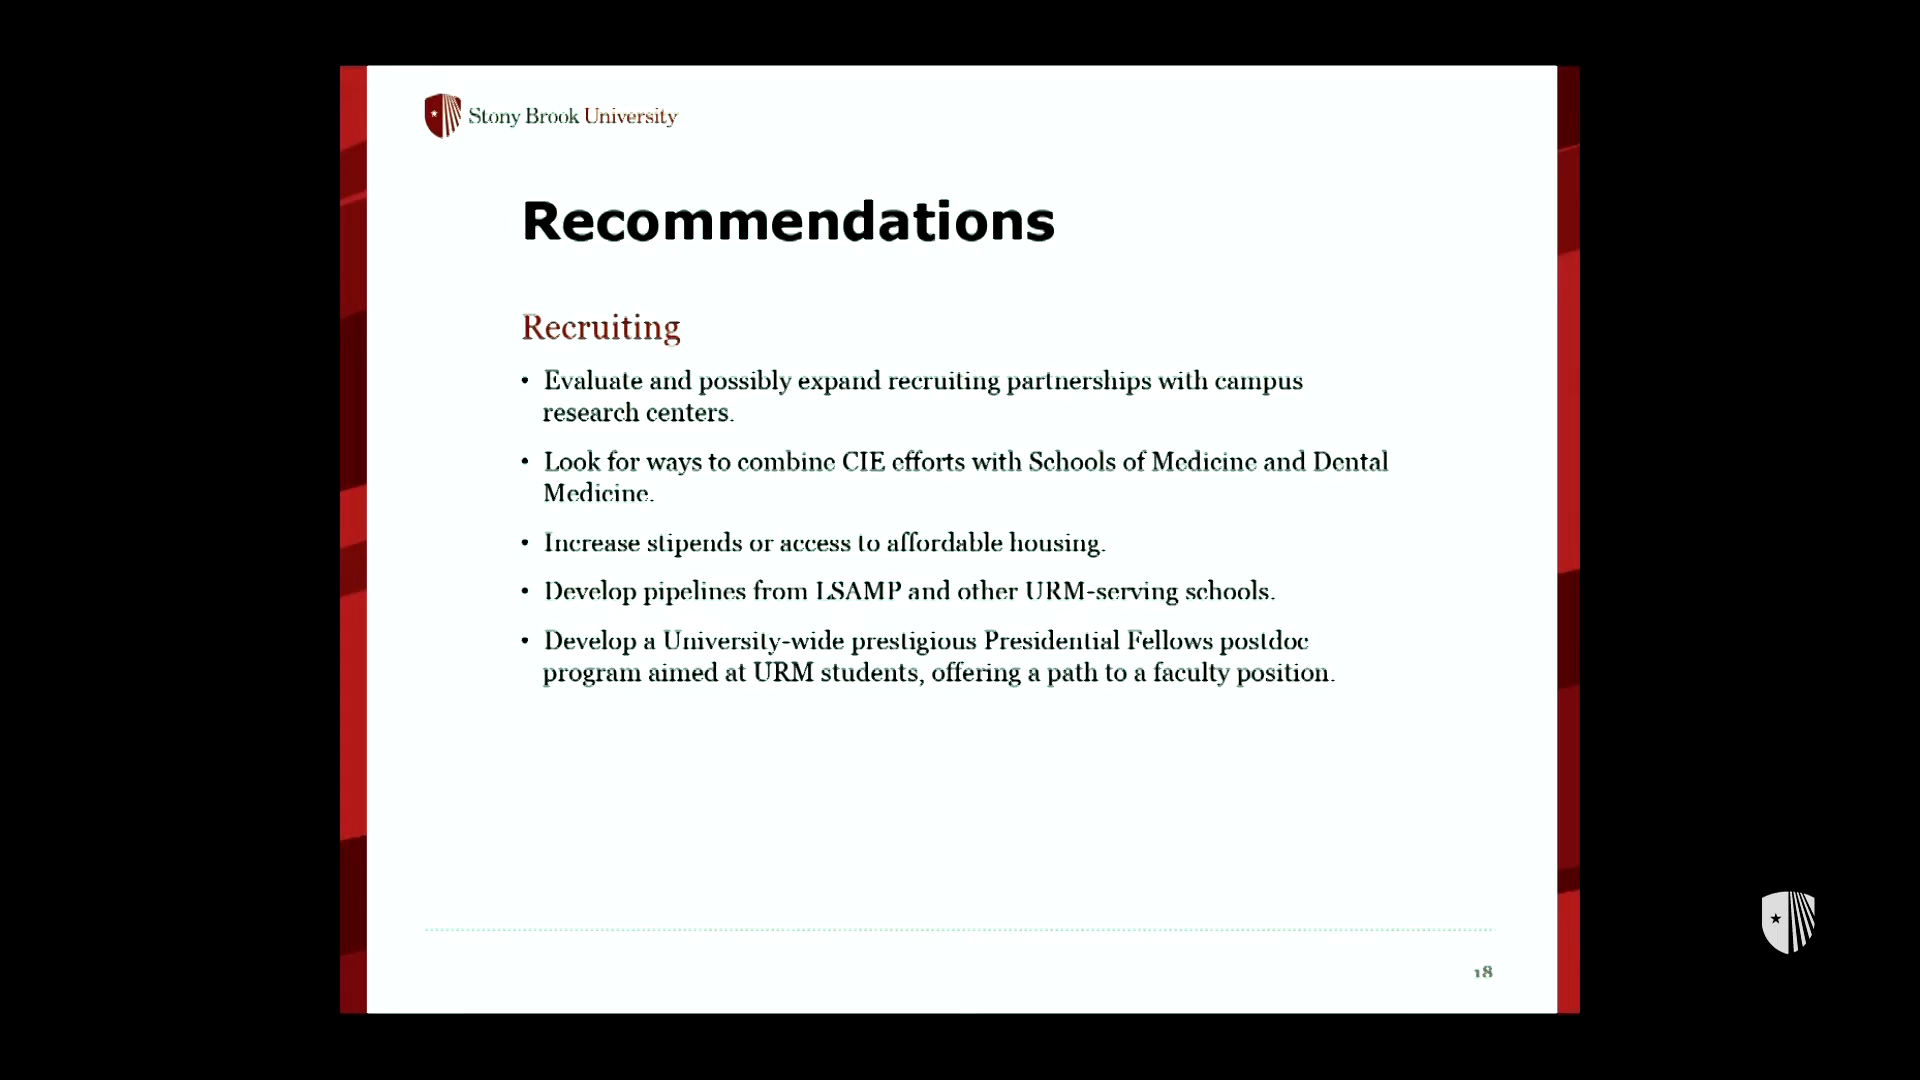 Stony Brook University
Recommendations
Recruiting
• Evaluate and possibly expand recruiting partnerships with campus
research centers.
• Look for ways to combine CIE efforts with Schools of Medicine and Dental
Medicine.
• Increase stipends or access to affordable housing.
• Develop pipelines from LSAMP and other URM-serving schools.
• Develop a University-wide prestigious Presidential Fellows postdoc
program aimed at URM students, offering a path to a faculty position.
18